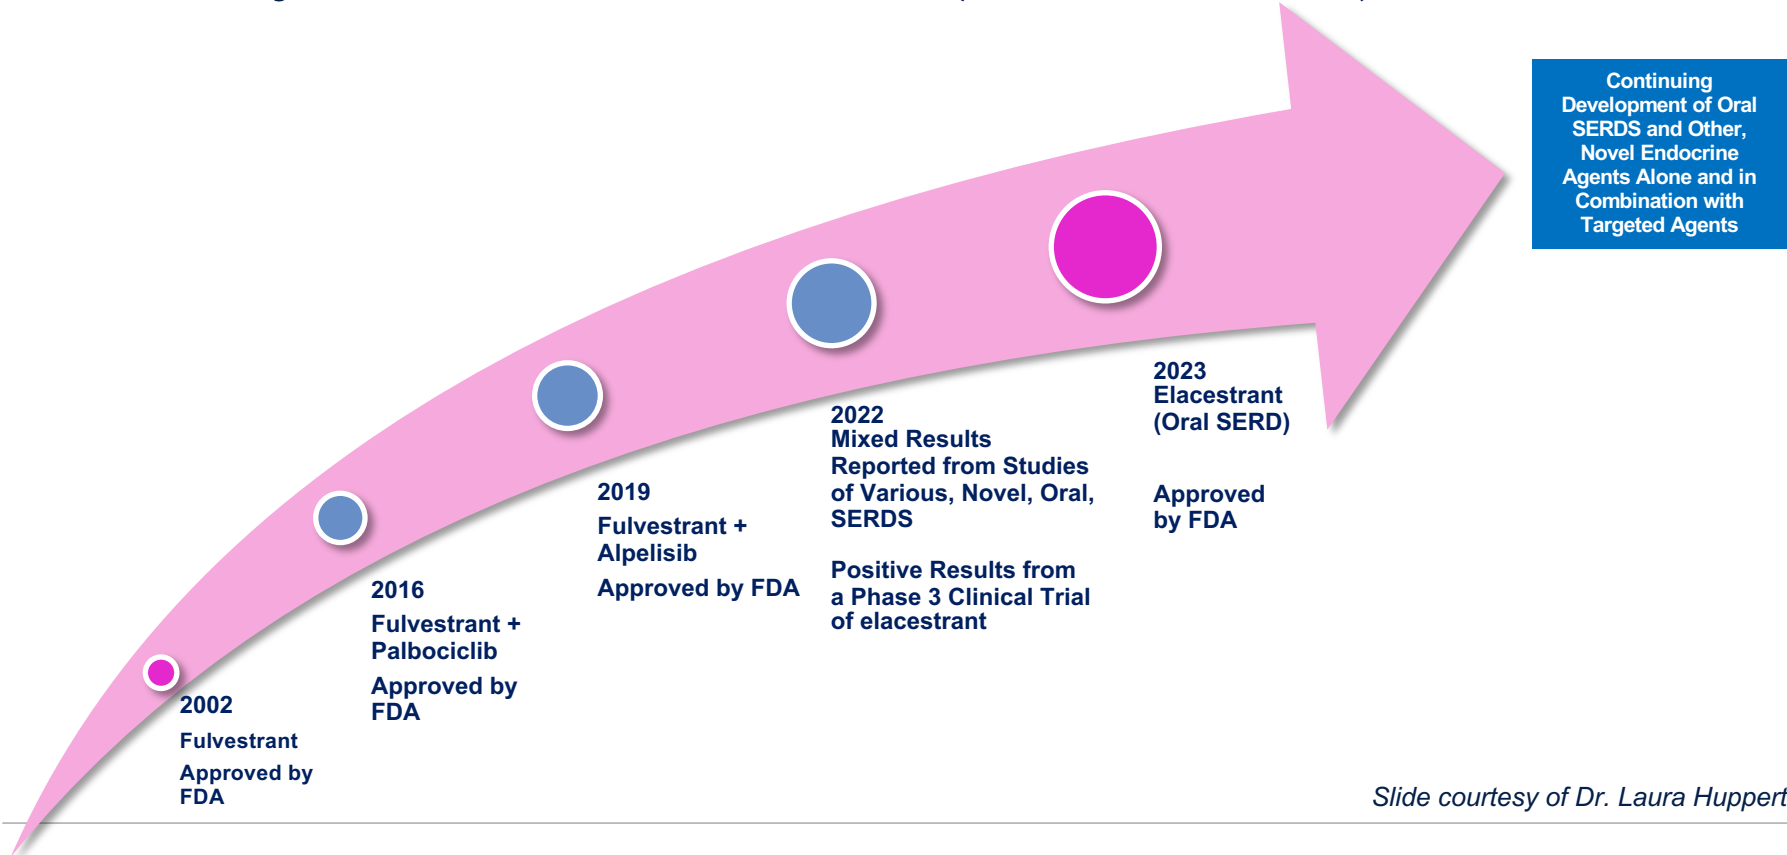 Continuing
Development of Oral
SERDS and Other,
Novel Endocrine
Agents Alone and in
Combination with
Targeted Agents
2023
Elacestrant
(Oral SERD)
Approved
by FDA
2022
Mixed Results
Reported from Studies
of Various, Novel, Oral,
SERDS
Positive Results from
a Phase 3 Clinical Trial
of elacestrant
2019
Fulvestrant +
Alpelisib
Approved by FDA
2016
Fulvestrant +
Palbociclib
Approved by
FDA
2002
Fulvestrant
Approved by
FDA
Slide courtesy of Dr. Laura Huppert